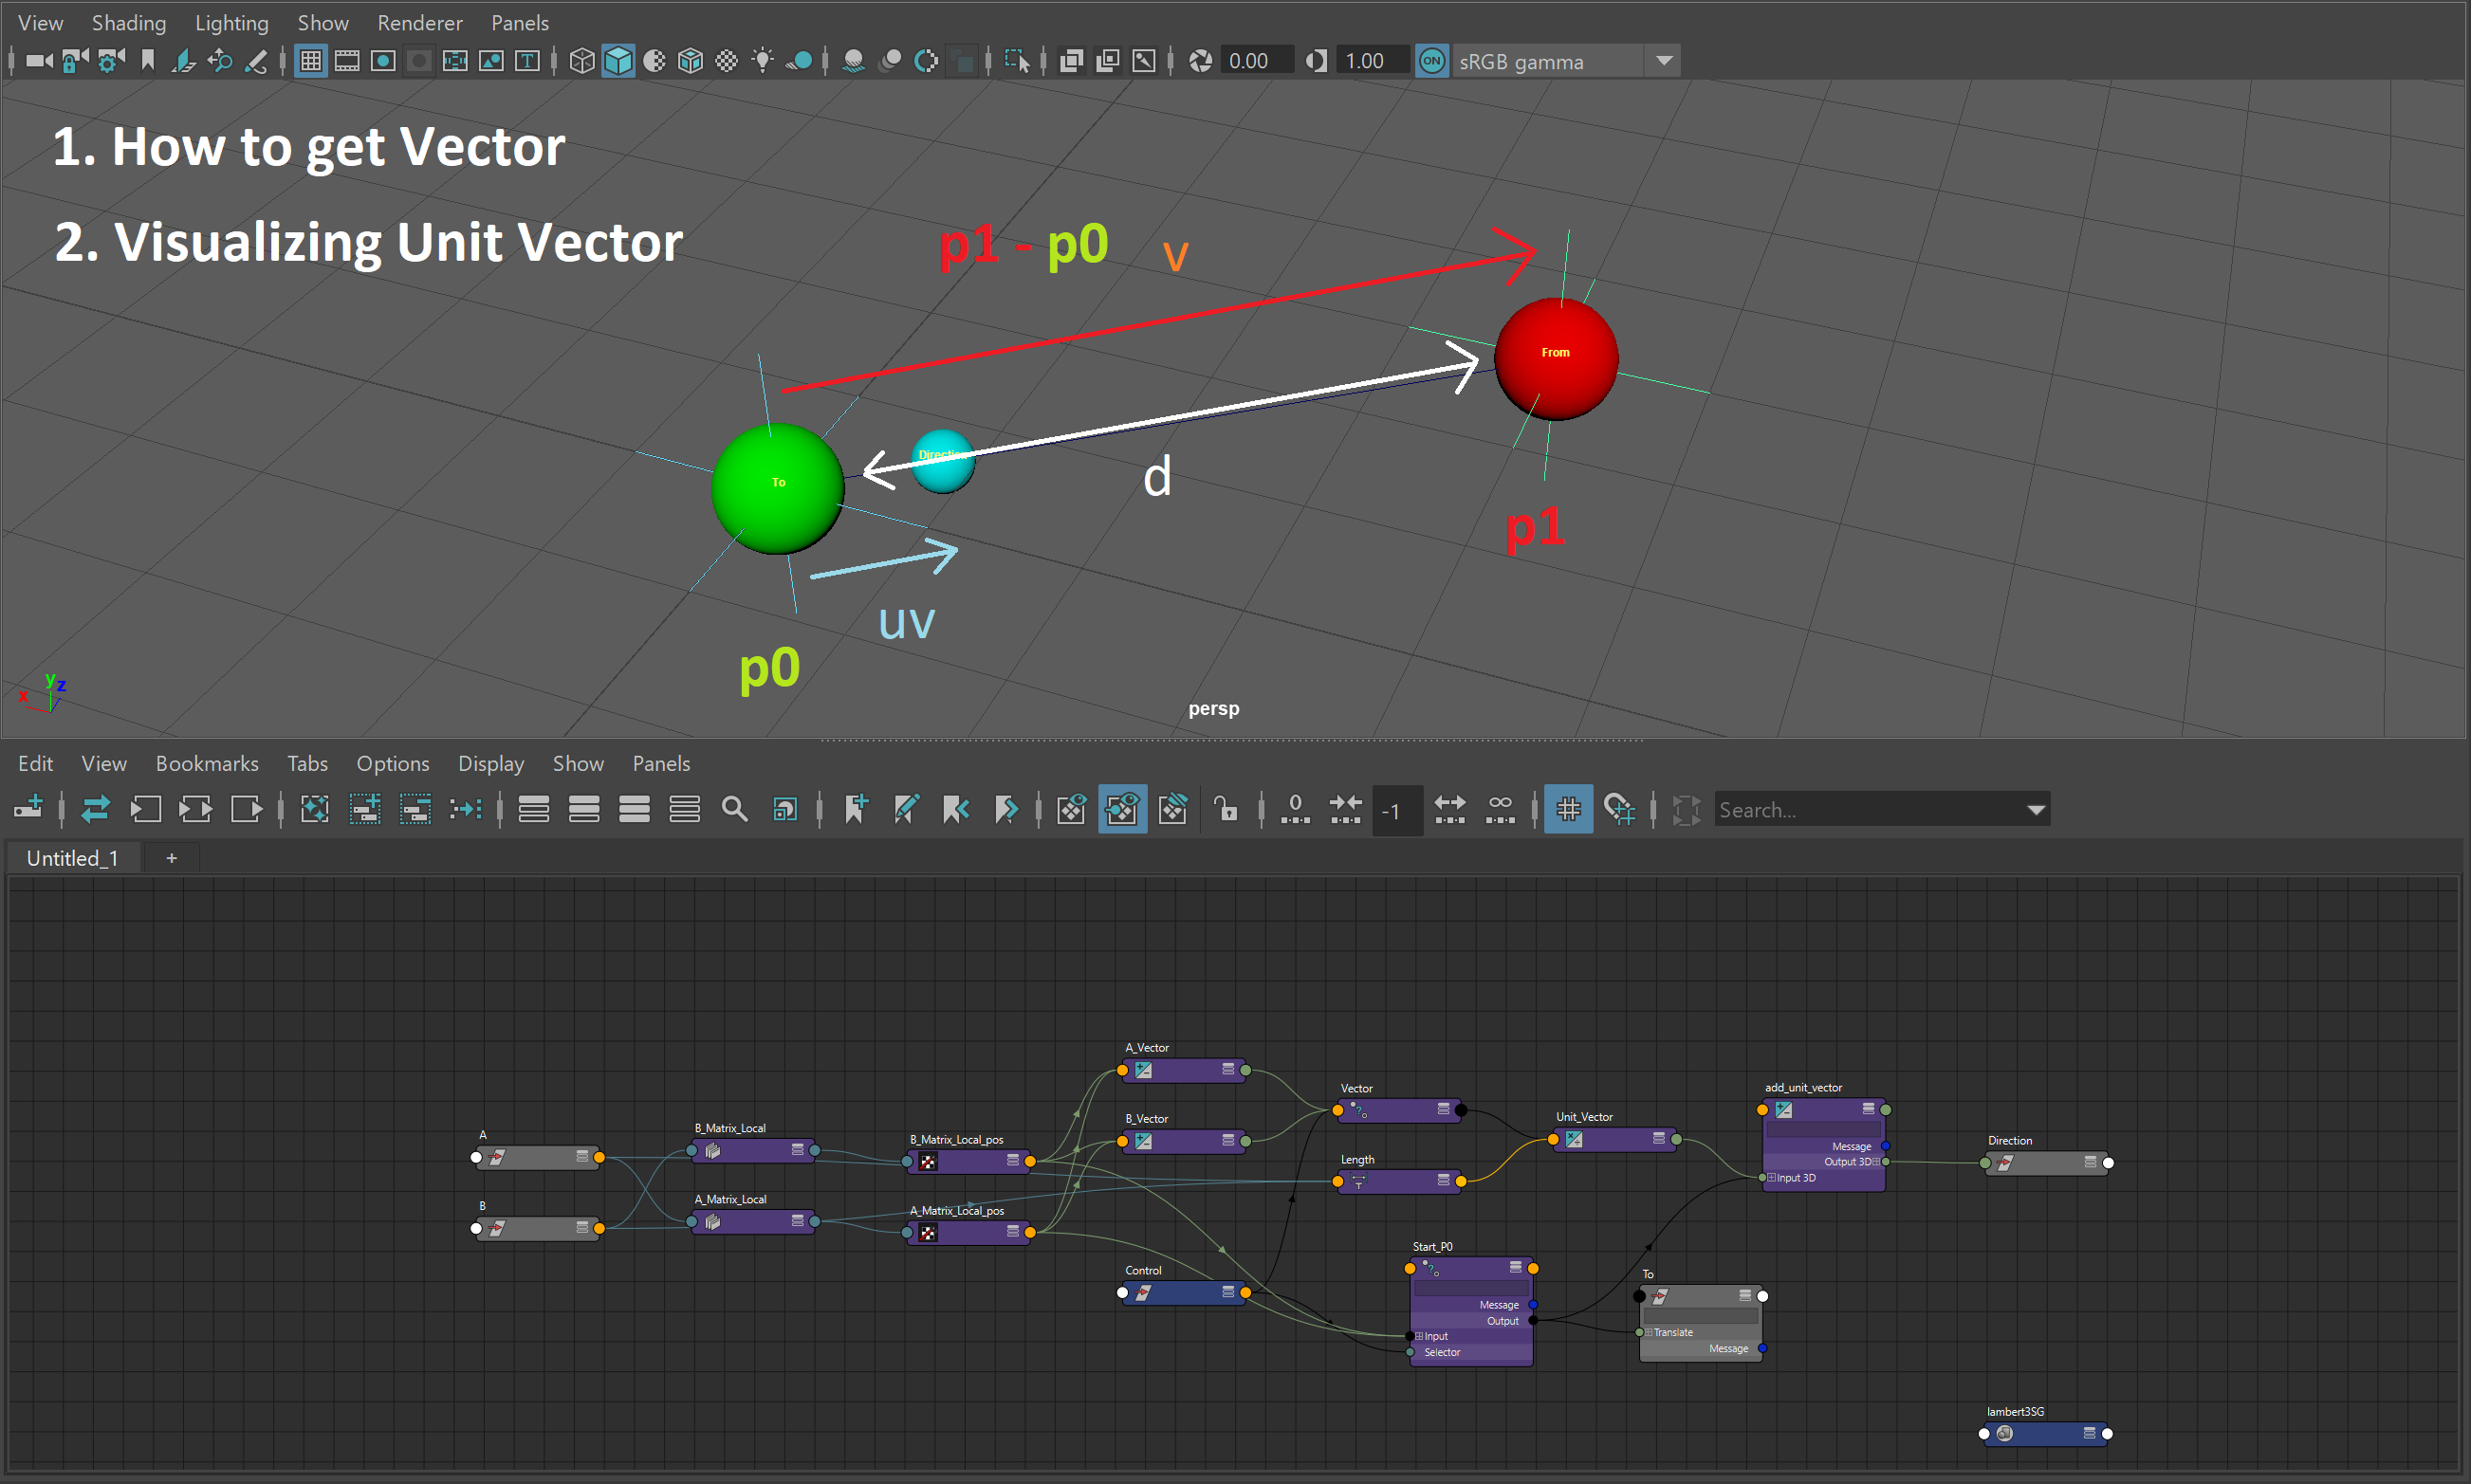 View Shading Lighting Show Renderer Panels
0.00 1.00 ON sRGB gamma
1. How to get Vector
2. Visualizing Unit Vector
p1 - p0 v
From
To
Direction
d
p1
uv
p0
y z
x
persp
Edit View Bookmarks Tabs Options Display Show Panels
-1
Search...
Untitled_1 +
A_Vector
Vector
add_unit_vector
B_Vector
Unit_Vector
B_Matrix_Local
A
B_Matrix_Local_pos
Direction
Message
Output 3D
Length
Input 3D
A_Matrix_Local
B
A_Matrix_Local_pos
Start_P0
Control
To
Message
Output
Input
Translate
Selector
Message
lambert3SG